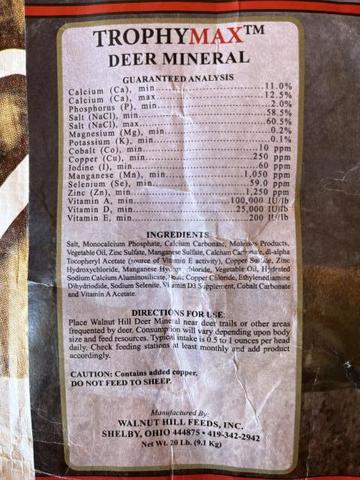 TROPHYMAX™
DEER MINERAL
GUARANTEED ANALYSIS
Calcium (Ca), min. 11.0%
Calcium (Ca), max 12.5%
Phosphorus (P), min. 2.0%
Salt (NaCl), min. 58.5%
Salt (NaCl), max 60.5%
Magnesium (Mg), min. 0.2%
Potassium (K), min. 0.1%
Cobalt (Co), min. 10 ppm
Copper (Cu), min. 250 ppm
Iodine (I), min. 60 ppm
Manganese (Mn), min. 1,050 ppm
Selenium (Se), min. 59.0 ppm
Zinc (Zn), min. 1,250 ppm
Vitamin A, min. 100,000 IU/lb
Vitamin D, min. 25,000 IU/lb
Vitamin E, min. 200 IU/lb
INGREDIENTS
Salt, Monocalcium Phosphate, Calcium Carbonate, Molasses Products,
Vegetable Oil, Zinc Sulfate, Manganese Sulfate, Calcium Carbonate, dl-alpha
Tocopheryl Acetate (source of Vitamin E activity), Copper Sulfate, Zinc
Hydroxychloride, Manganese Hydroxychloride, Vegetable Oil, Hydrated
Sodium Calcium Aluminosilicate, Basic Copper Chloride, Ethylenediamine
Dihydriodide, Sodium Selenite, Vitamin D3 Supplement, Cobalt Carbonate
and Vitamin A Acetate.
DIRECTIONS FOR USE
Place Walnut Hill Deer Mineral near deer trails or other areas
frequented by deer. Consumption will vary depending upon body
size and feed resources. Typical intake is 0.5 to 1 ounces per head
daily. Check feeding stations at least monthly and add product
accordingly.
CAUTION: Contains added copper.
DO NOT FEED TO SHEEP.
Manufactured By:
WALNUT HILL FEEDS, INC.
SHELBY, OHIO 44875 • 419-342-2942
Net Wt. 20 Lb. (9.1 Kg)